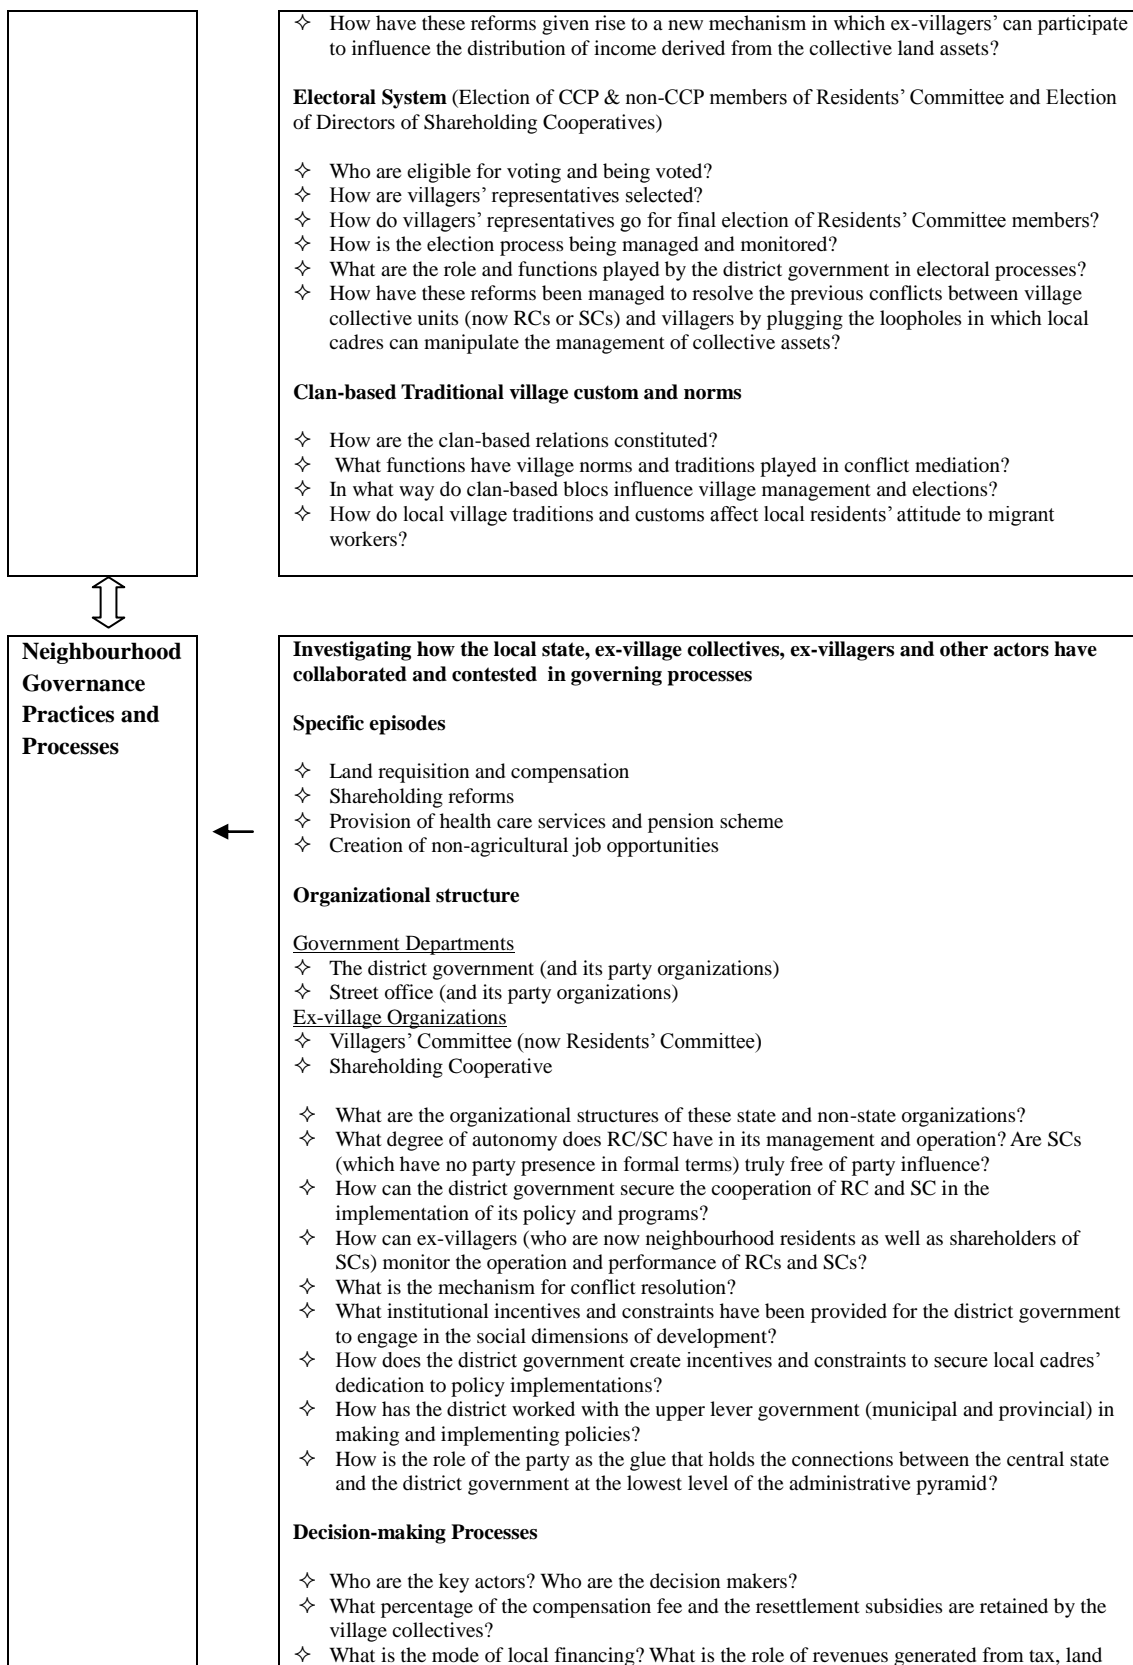 ✧ How have these reforms given rise to a new mechanism in which ex-villagers’ can participate
to influence the distribution of income derived from the collective land assets?
Electoral System (Election of CCP & non-CCP members of Residents’ Committee and Election
of Directors of Shareholding Cooperatives)
✧ Who are eligible for voting and being voted?
✧ How are villagers’ representatives selected?
✧ How do villagers’ representatives go for final election of Residents’ Committee members?
✧ How is the election process being managed and monitored?
✧ What are the role and functions played by the district government in electoral processes?
✧ How have these reforms been managed to resolve the previous conflicts between village
collective units (now RCs or SCs) and villagers by plugging the loopholes in which local
cadres can manipulate the management of collective assets?
Clan-based Traditional village custom and norms
✧ How are the clan-based relations constituted?
✧ What functions have village norms and traditions played in conflict mediation?
✧ In what way do clan-based blocs influence village management and elections?
✧ How do local village traditions and customs affect local residents’ attitude to migrant
workers?
Neighbourhood
Governance
Practices and
Processes
Investigating how the local state, ex-village collectives, ex-villagers and other actors have
collaborated and contested in governing processes
Specific episodes
✧ Land requisition and compensation
✧ Shareholding reforms
✧ Provision of health care services and pension scheme
✧ Creation of non-agricultural job opportunities
Organizational structure
Government Departments
✧ The district government (and its party organizations)
✧ Street office (and its party organizations)
Ex-village Organizations
✧ Villagers’ Committee (now Residents’ Committee)
✧ Shareholding Cooperative
✧ What are the organizational structures of these state and non-state organizations?
✧ What degree of autonomy does RC/SC have in its management and operation? Are SCs
(which have no party presence in formal terms) truly free of party influence?
✧ How can the district government secure the cooperation of RC and SC in the
implementation of its policy and programs?
✧ How can ex-villagers (who are now neighbourhood residents as well as shareholders of
SCs) monitor the operation and performance of RCs and SCs?
✧ What is the mechanism for conflict resolution?
✧ What institutional incentives and constraints have been provided for the district government
to engage in the social dimensions of development?
✧ How does the district government create incentives and constraints to secure local cadres’
dedication to policy implementations?
✧ How has the district worked with the upper lever government (municipal and provincial) in
making and implementing policies?
✧ How is the role of the party as the glue that holds the connections between the central state
and the district government at the lowest level of the administrative pyramid?
Decision-making Processes
✧ Who are the key actors? Who are the decision makers?
✧ What percentage of the compensation fee and the resettlement subsidies are retained by the
village collectives?
✧ What is the mode of local financing? What is the role of revenues generated from tax, land